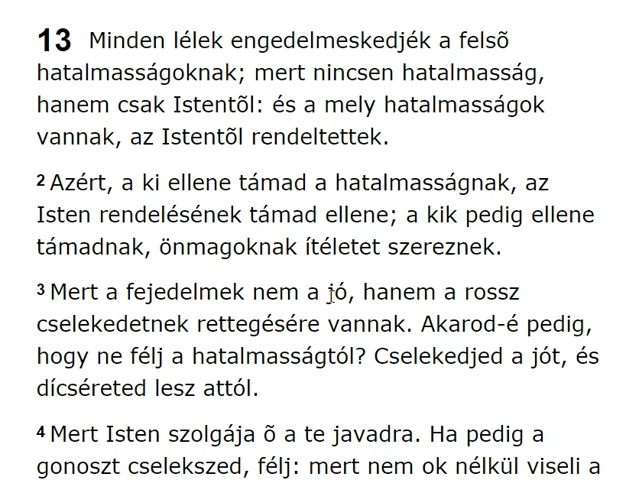 13 Minden lélek engedelmeskedjék a felsõ
hatalmasságoknak; mert nincsen hatalmasság,
hanem csak Istentõl: és a mely hatalmasságok
vannak, az Istentõl rendeltettek.
2 Azért, a ki ellene támad a hatalmasságnak, az
Isten rendelésének támad ellene; a kik pedig ellene
támadnak, önmagoknak ítéletet szereznek.
3 Mert a fejedelmek nem a jó, hanem a rossz
cselekedetnek rettegésére vannak. Akarod-é pedig,
hogy ne félj a hatalmasságtól? Cselekedjed a jót, és
dícséreted lesz attól.
4 Mert Isten szolgája õ a te javadra. Ha pedig a
gonoszt cselekszed, félj: mert nem ok nélkül viseli a